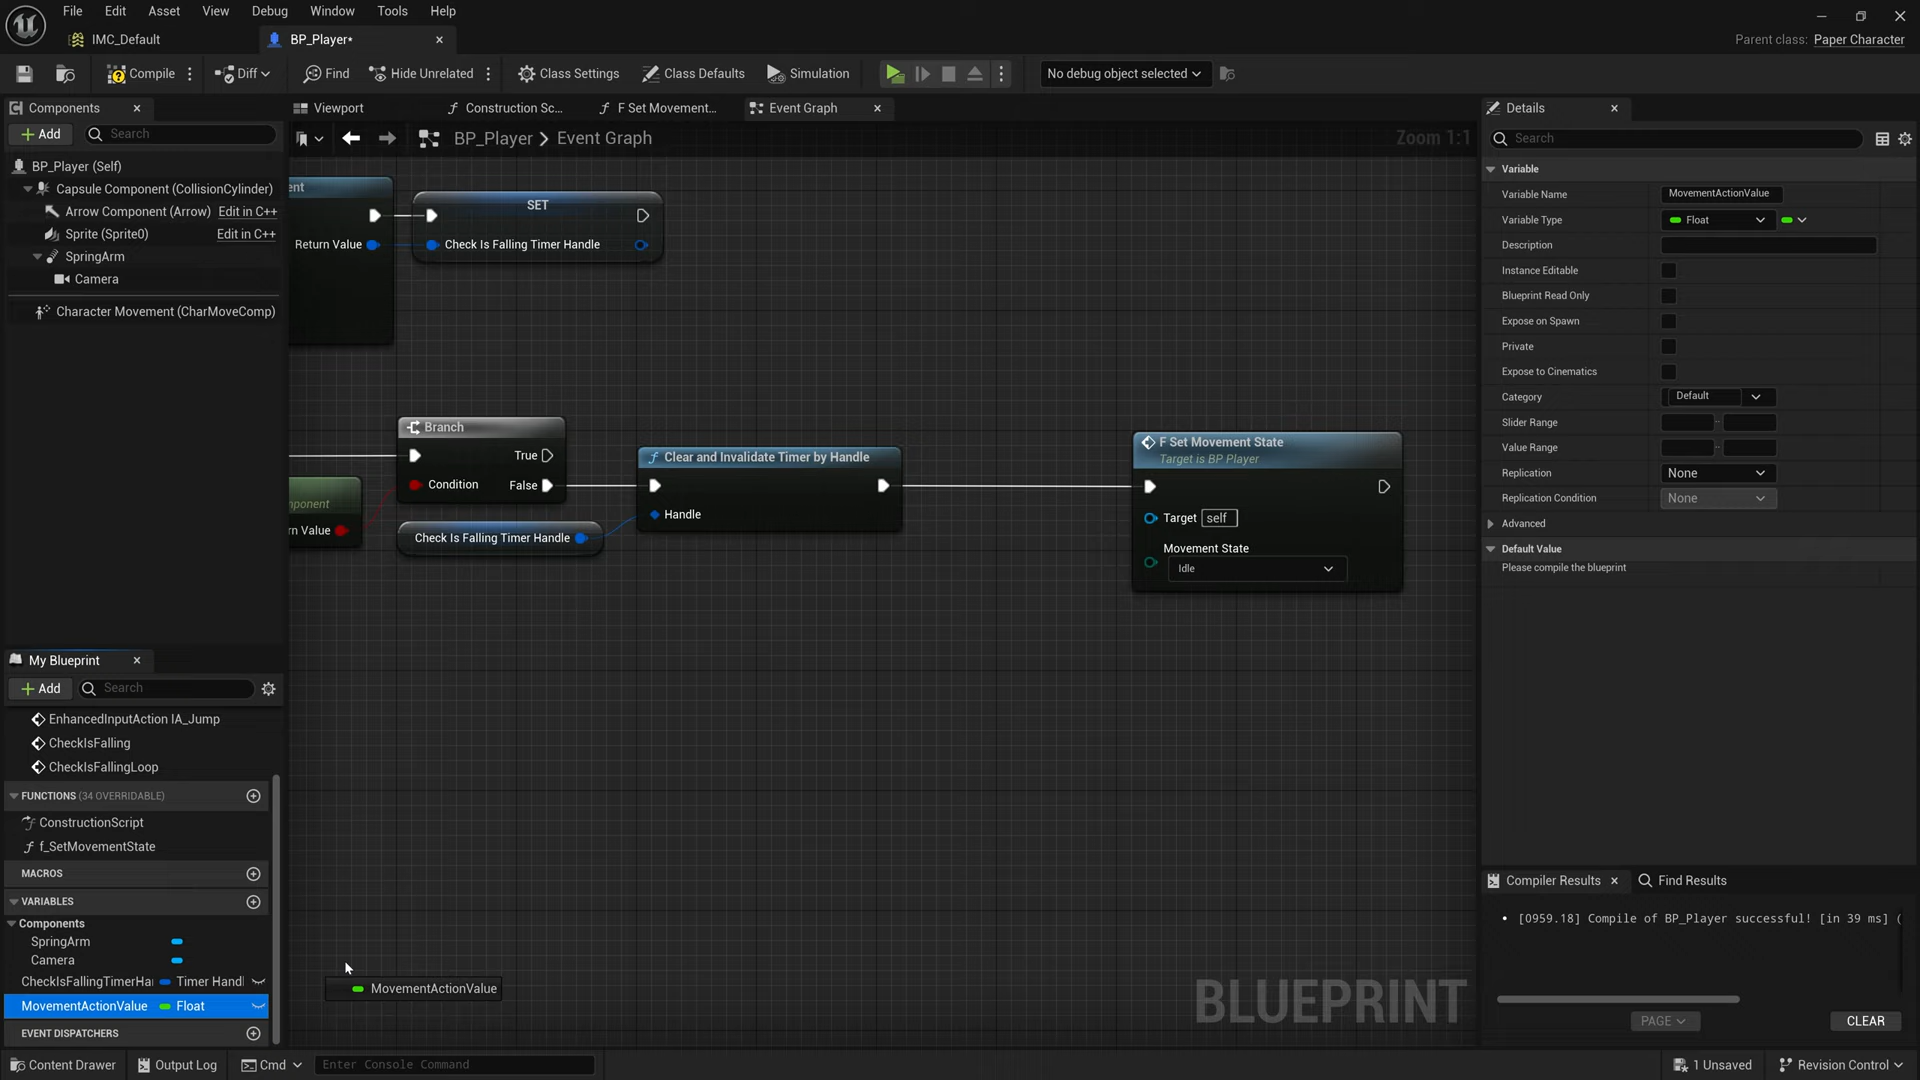 File Edit Asset View Debug Window Tools Help
IMC_Default
BP_Player*
Parent class: Paper Character
Compile
Diff
Find
Hide Unrelated
Class Settings
Class Defaults
Simulation
No debug object selected
Components
Viewport
Construction Sc...
F Set Movement...
Event Graph
Details
Add
Search
BP_Player > Event Graph
Zoom 1:1
Search
BP_Player (Self)
Capsule Component (CollisionCylinder)
Arrow Component (Arrow) Edit in C++
Sprite (Sprite0) Edit in C++
SpringArm
Camera
Character Movement (CharMoveComp)
ent
Return Value
SET
Check Is Falling Timer Handle
Branch
True
Condition
False
omponent
rn Value
Check Is Falling Timer Handle
Clear and Invalidate Timer by Handle
Handle
F Set Movement State
Target is BP Player
Target self
Movement State
Idle
Variable
Variable Name MovementActionValue
Variable Type Float
Description
Instance Editable
Blueprint Read Only
Expose on Spawn
Private
Expose to Cinematics
Category Default
Slider Range
Value Range
Replication None
Replication Condition None
Advanced
Default Value
Please compile the blueprint
My Blueprint
Add
Search
EnhancedInputAction IA_Jump
CheckIsFalling
CheckIsFallingLoop
FUNCTIONS (34 OVERRIDABLE)
ConstructionScript
f_SetMovementState
MACROS
VARIABLES
Components
SpringArm
Camera
CheckIsFallingTimerHa Timer Handl
MovementActionValue Float
EVENT DISPATCHERS
MovementActionValue
BLUEPRINT
Compiler Results
Find Results
[0959.18] Compile of BP_Player successful! [in 39 ms] (
PAGE
CLEAR
Content Drawer
Output Log
Cmd
Enter Console Command
1 Unsaved
Revision Control